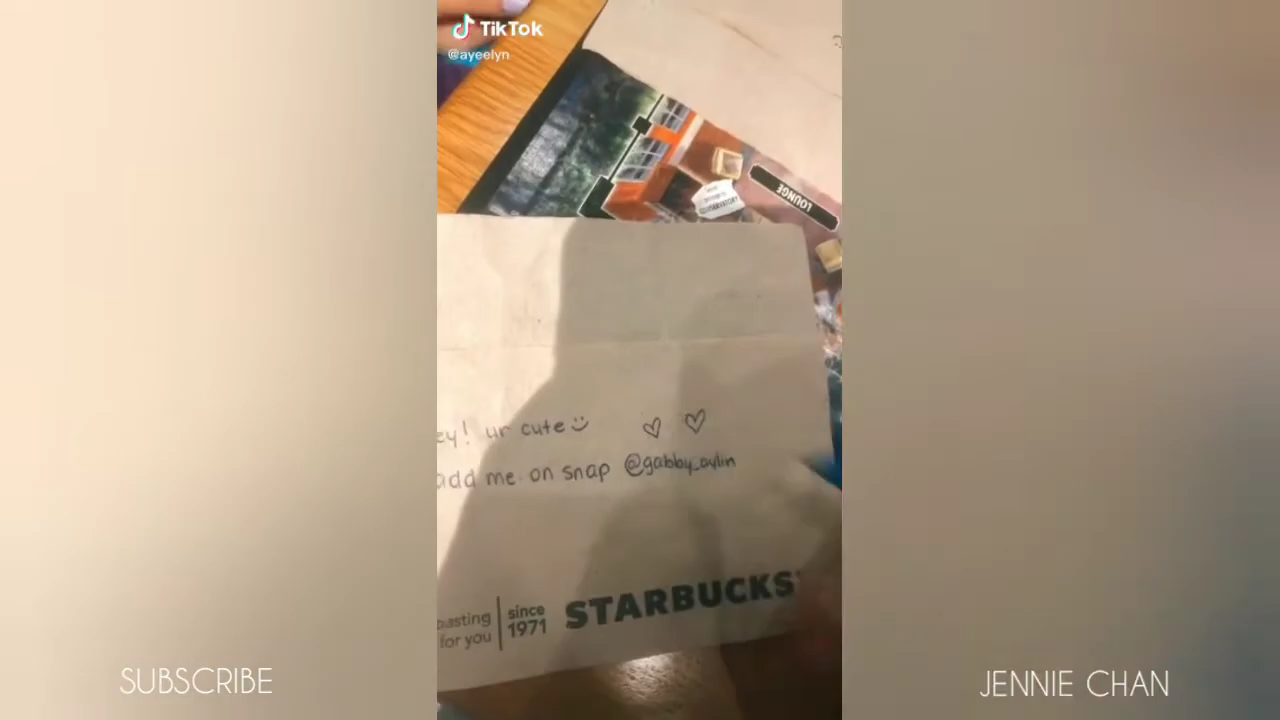 TikTok
@ayeelyn
LOUNGE
ey! ur cute
add me on snap @gabby_aylin
oasting
for you
since
1971
STARBUCKS
SUBSCRIBE
JENNIE CHAN